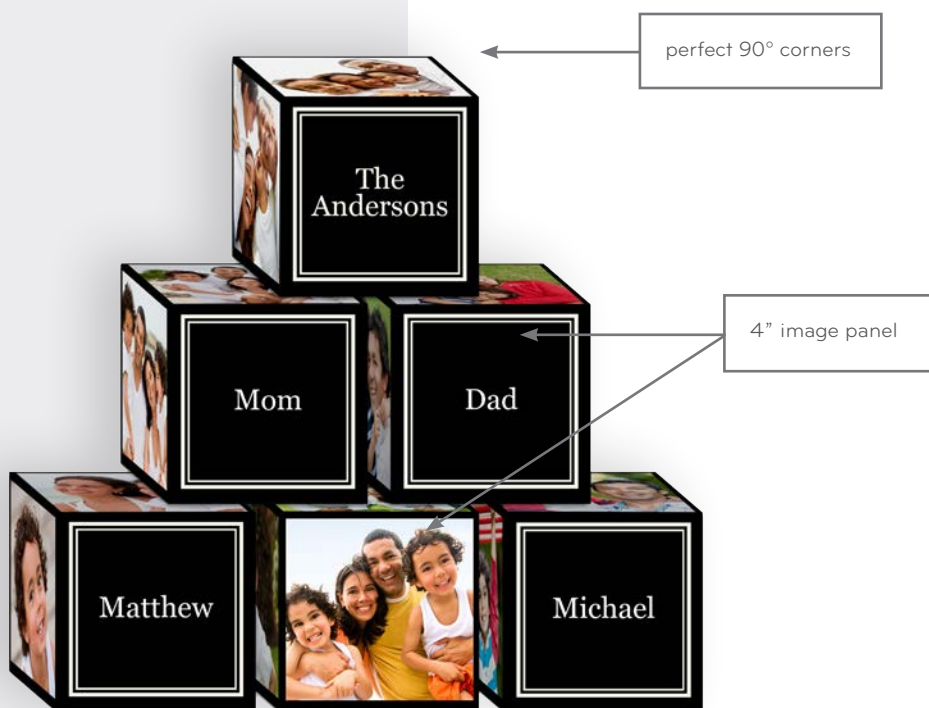 perfect 90° corners
The
Andersons
4” image panel
Mom
Dad
Matthew
Michael